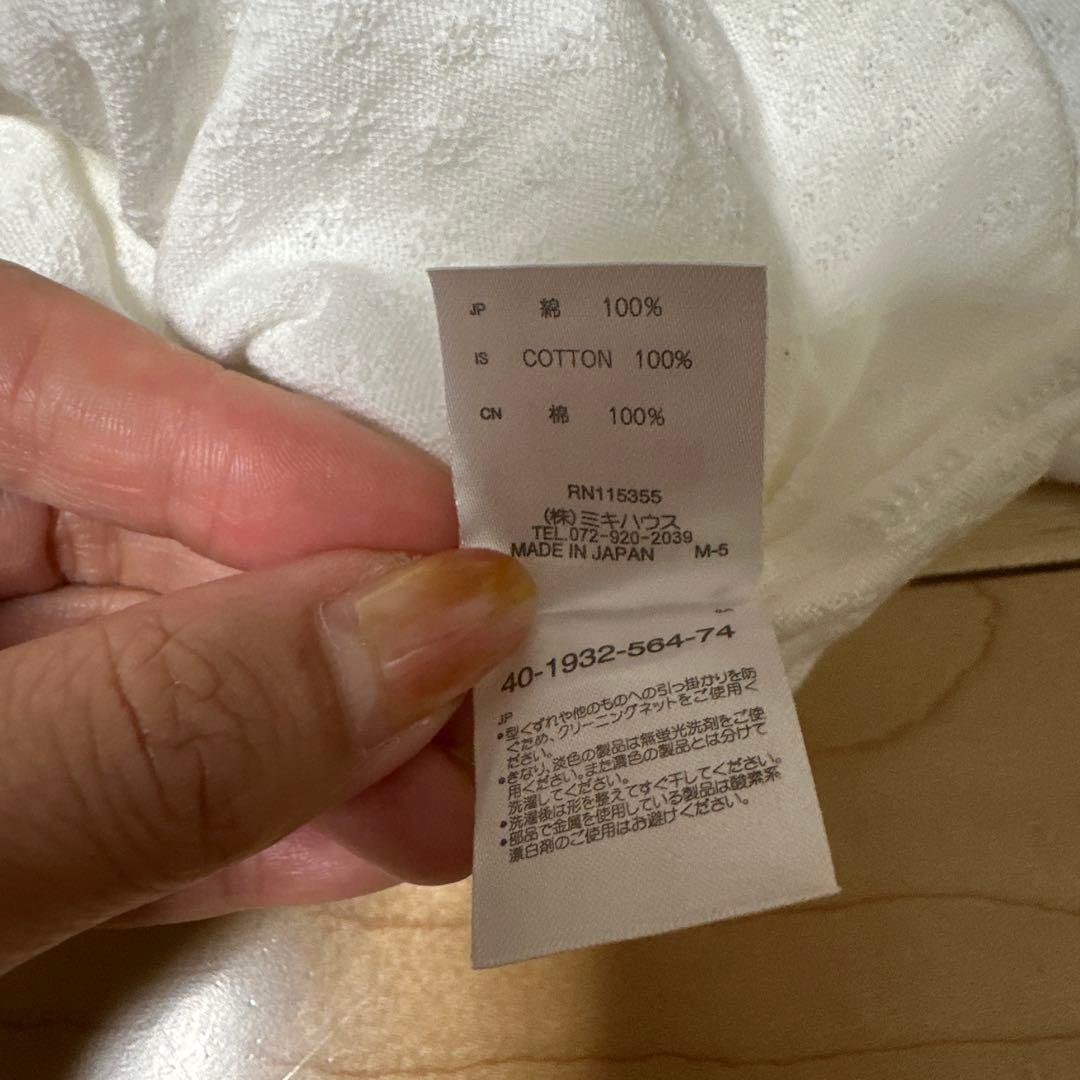 JP 綿 100%
IS COTTON 100%
CN 棉 100%
RN115355
(株)ミキハウス
TEL.072-920-2039
MADE IN JAPAN M-5
40-1932-564-74
JP
•型くずれや他のものへの引っ掛かりを防
ぐため、クリーニングネットをご使用く
ださい。
•きなり、淡色の製品は無蛍光洗剤をご使
用ください。また濃色の製品とは分けて
洗濯してください。
•洗濯後は形を整えてすぐ干してください。
•部品で金属を使用している製品は酸素系
漂白剤のご使用はお避けください。